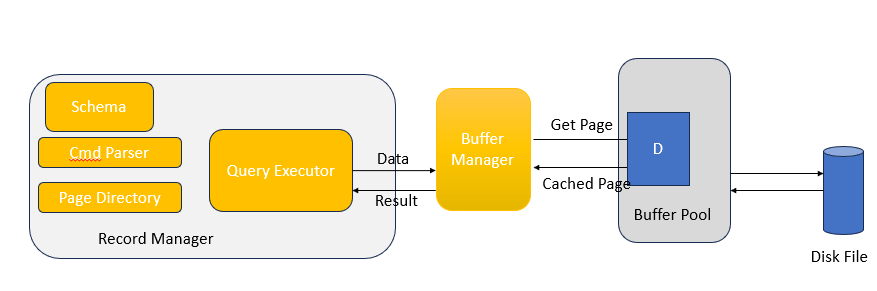 Schema
Cmd Parser
Page Directory
Query Executor
Record Manager
Data
Result
Buffer
Manager
Get Page
Cached Page
D
Buffer Pool
Disk File